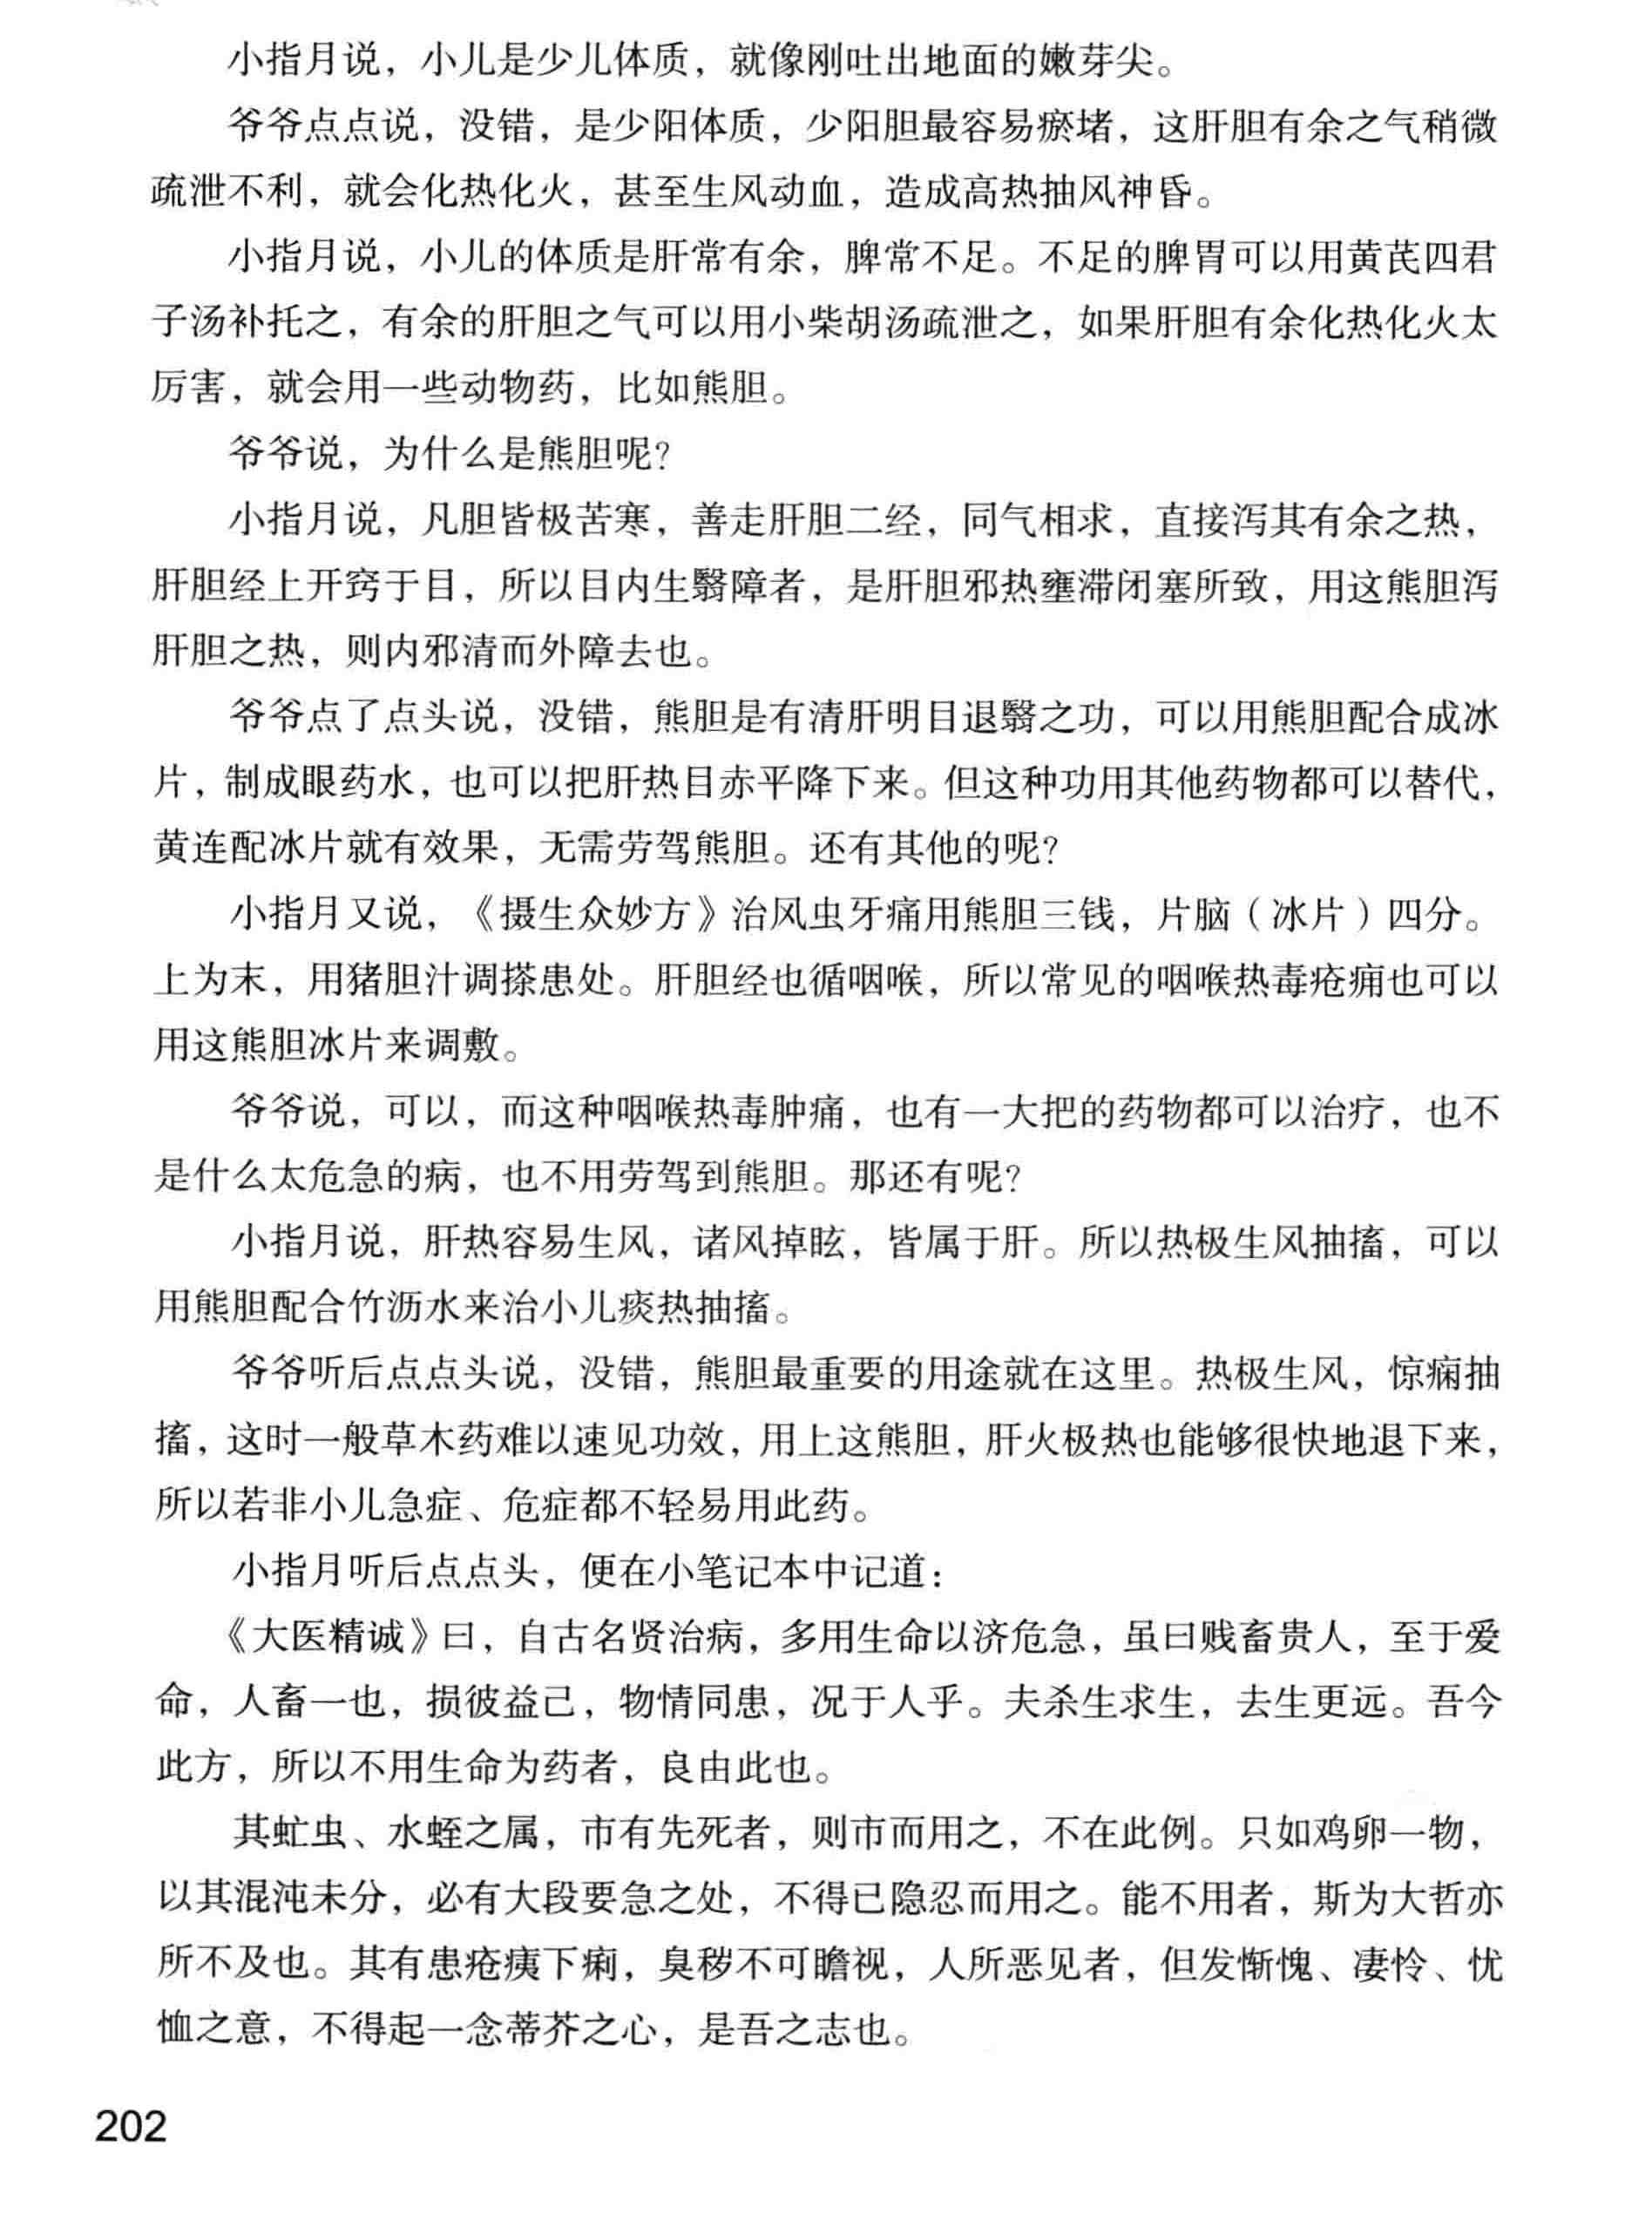 小指月说，小儿是少儿体质，就像刚吐出地面的嫩芽尖。
爷爷点点说，没错，是少阳体质，少阳胆最容易瘀堵，这肝胆有余之气稍微
疏泄不利，就会化热化火，甚至生风动血，造成高热抽风神昏。
小指月说，小儿的体质是肝常有余，脾常不足。不足的脾胃可以用黄芪四君
子汤补托之，有余的肝胆之气可以用小柴胡汤疏泄之，如果肝胆有余化热化火太
厉害，就会用一些动物药，比如熊胆。
爷爷说，为什么是熊胆呢？
小指月说，凡胆皆极苦寒，善走肝胆二经，同气相求，直接泻其有余之热，
肝胆经上开窍于目，所以目内生翳障者，是肝胆邪热壅滞闭塞所致，用这熊胆泻
肝胆之热，则内邪清而外障去也。
爷爷点了点头说，没错，熊胆是有清肝明目退翳之功，可以用熊胆配合成冰
片，制成眼药水，也可以把肝热目赤平降下来。但这种功用其他药物都可以替代，
黄连配冰片就有效果，无需劳驾熊胆。还有其他的呢？
小指月又说，《摄生众妙方》治风虫牙痛用熊胆三钱，片脑（冰片）四分。
上为末，用猪胆汁调搽患处。肝胆经也循咽喉，所以常见的咽喉热毒疮痈也可以
用这熊胆冰片来调敷。
爷爷说，可以，而这种咽喉热毒肿痛，也有一大把的药物都可以治疗，也不
是什么太危急的病，也不用劳驾到熊胆。那还有呢？
小指月说，肝热容易生风，诸风掉眩，皆属于肝。所以热极生风抽搐，可以
用熊胆配合竹沥水来治小儿痰热抽搐。
爷爷听后点点头说，没错，熊胆最重要的用途就在这里。热极生风，惊痫抽
搐，这时一般草木药难以速见功效，用上这熊胆，肝火极热也能够很快地退下来，
所以若非小儿急症、危症都不轻易用此药。
小指月听后点点头，便在小笔记本中记道：
《大医精诚》曰，自古名贤治病，多用生命以济危急，虽曰贱畜贵人，至于爱
命，人畜一也，损彼益己，物情同患，况于人乎。夫杀生求生，去生更远。吾今
此方，所以不用生命为药者，良由此也。
其虻虫、水蛭之属，市有先死者，则市而用之，不在此例。只如鸡卵一物，
以其混沌未分，必有大段要急之处，不得已隐忍而用之。能不用者，斯为大哲亦
所不及也。其有患疮痍下痢，臭秽不可瞻视，人所恶见者，但发惭愧、凄怜、忧
恤之意，不得起一念蒂芥之心，是吾之志也。
202